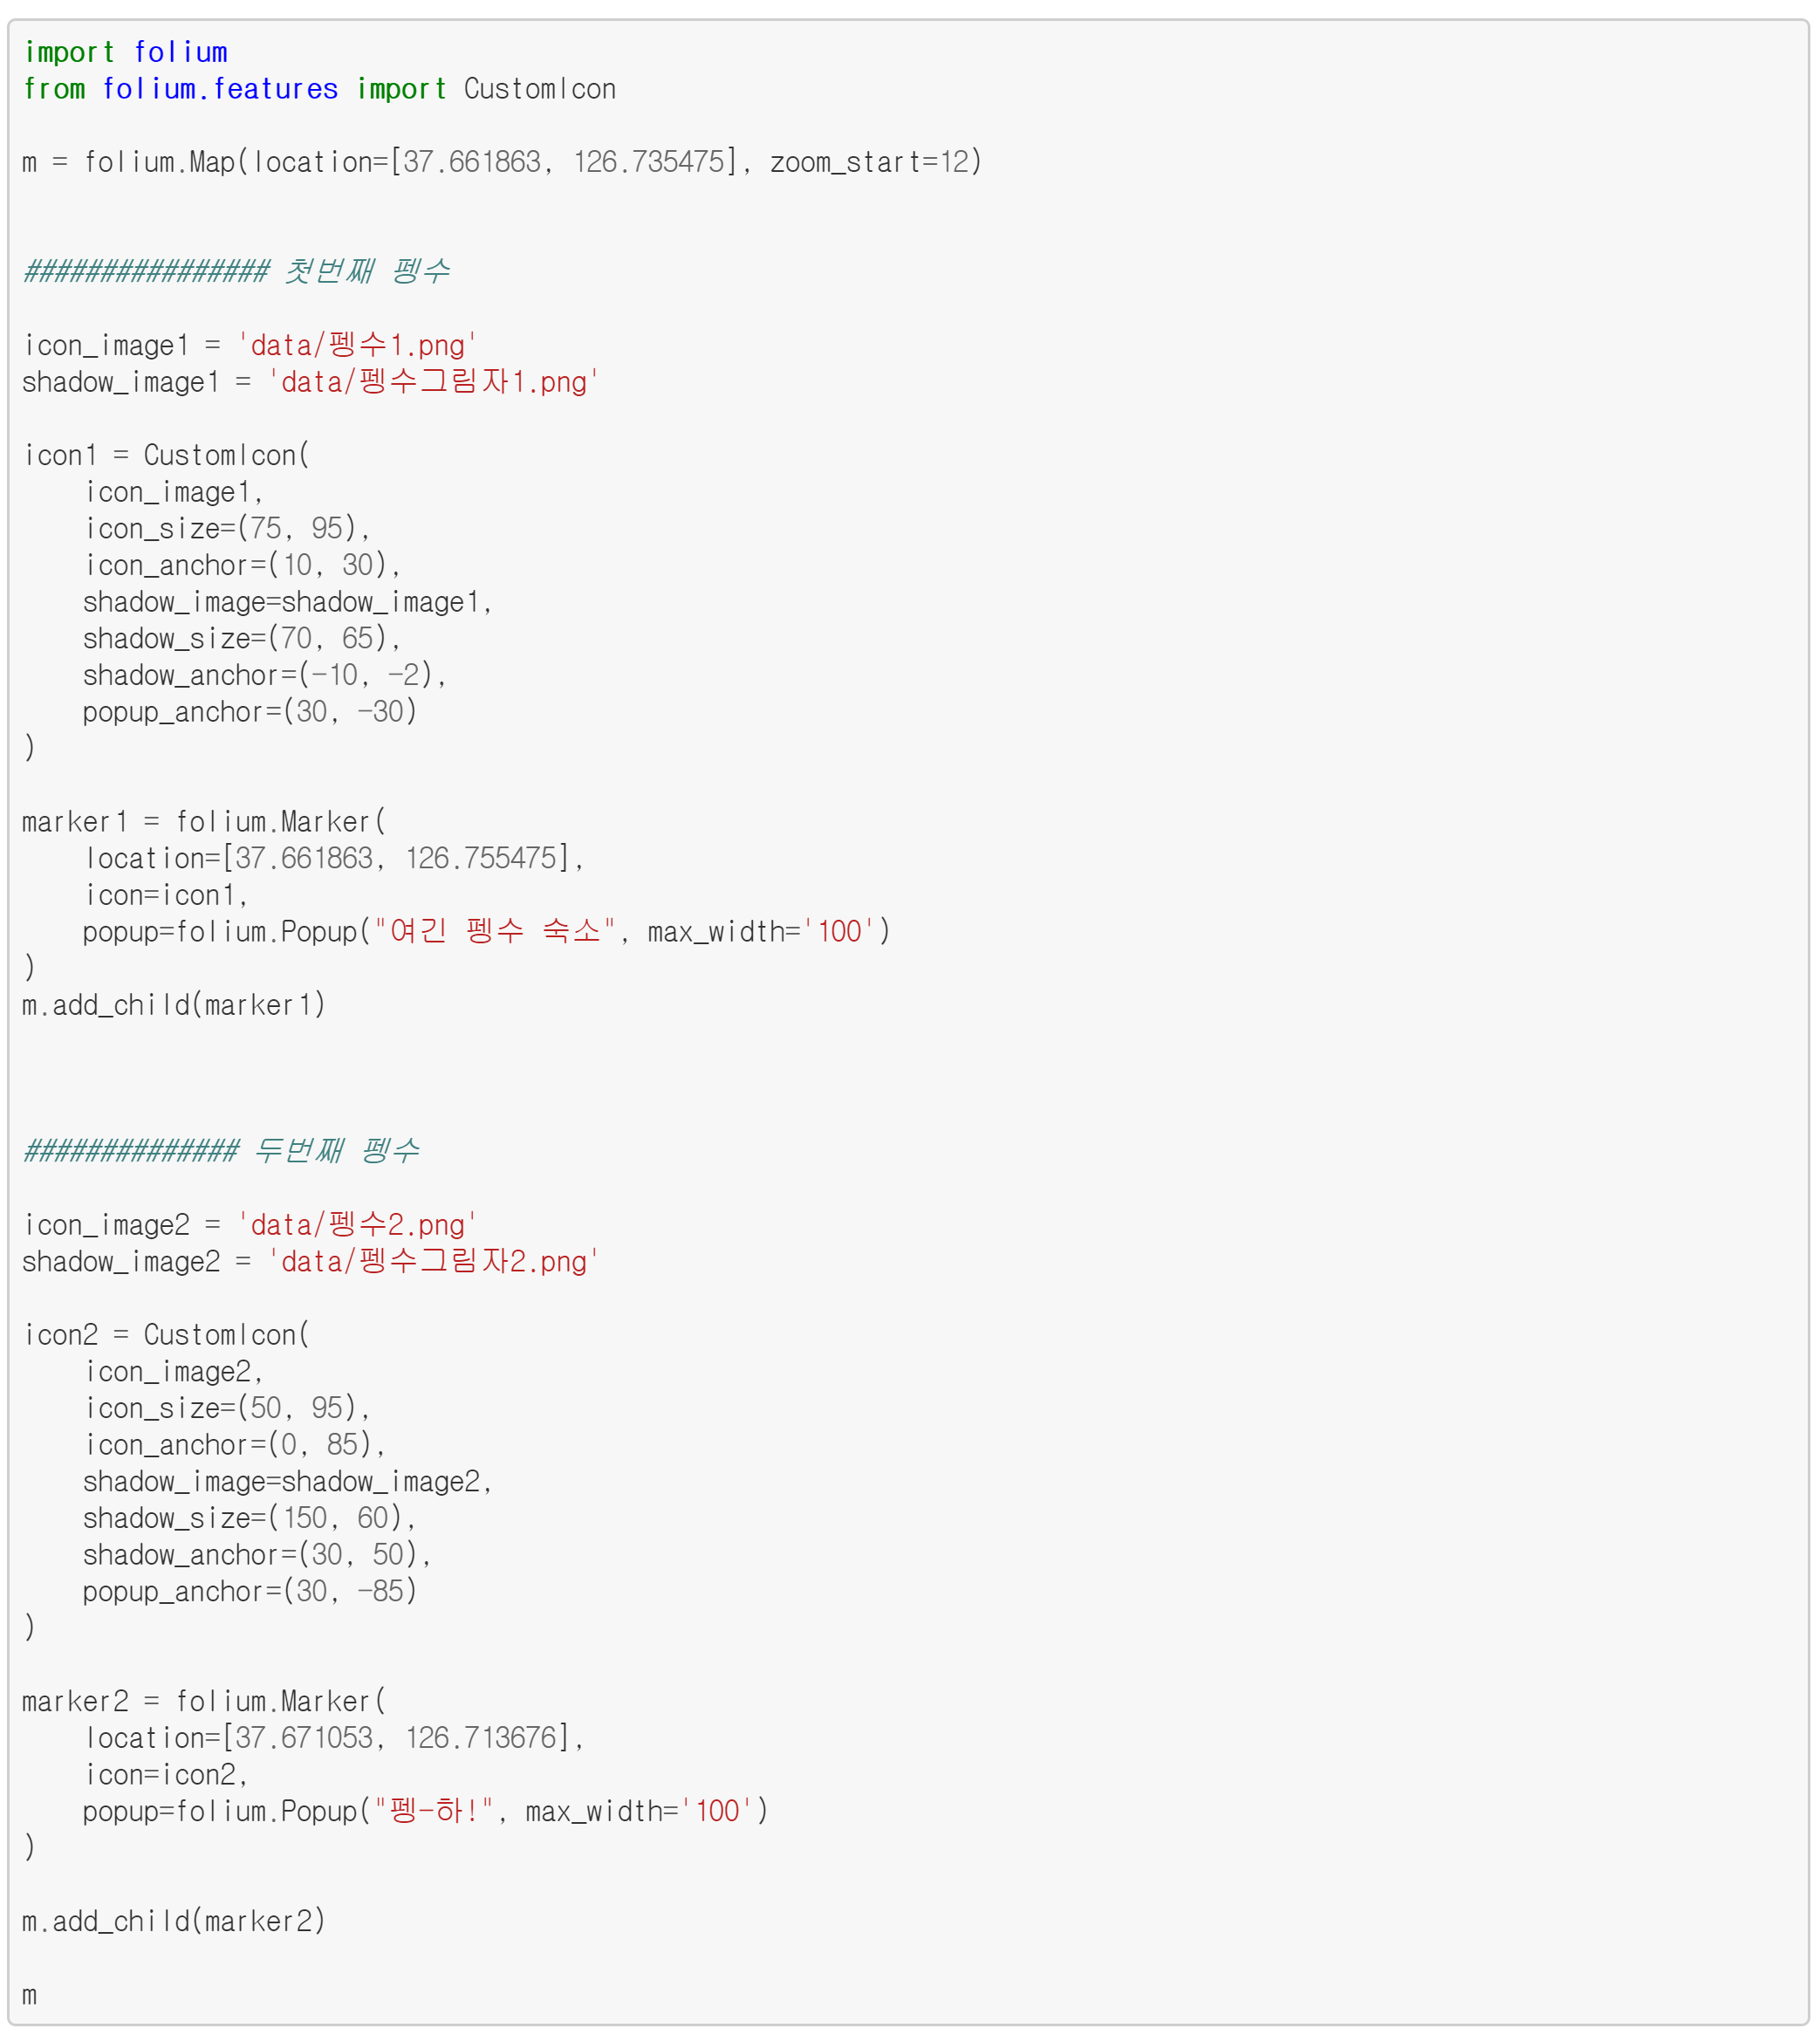 import folium
from folium.features import CustomIcon
m = folium.Map(location=[37.661863, 126.735475], zoom_start=12)
################ 첫번째 펭수
icon_image1 = 'data/펭수1.png'
shadow_image1 = 'data/펭수그림자1.png'
icon1 = CustomIcon(
    icon_image1,
    icon_size=(75, 95),
    icon_anchor=(10, 30),
    shadow_image=shadow_image1,
    shadow_size=(70, 65),
    shadow_anchor=(-10, -2),
    popup_anchor=(30, -30)
)
marker1 = folium.Marker(
    location=[37.661863, 126.755475],
    icon=icon1,
    popup=folium.Popup("여긴 펭수 숙소", max_width='100')
)
m.add_child(marker1)
############## 두번째 펭수
icon_image2 = 'data/펭수2.png'
shadow_image2 = 'data/펭수그림자2.png'
icon2 = CustomIcon(
    icon_image2,
    icon_size=(50, 95),
    icon_anchor=(0, 85),
    shadow_image=shadow_image2,
    shadow_size=(150, 60),
    shadow_anchor=(30, 50),
    popup_anchor=(30, -85)
)
marker2 = folium.Marker(
    location=[37.671053, 126.713676],
    icon=icon2,
    popup=folium.Popup("펭-하!", max_width='100')
)
m.add_child(marker2)
m